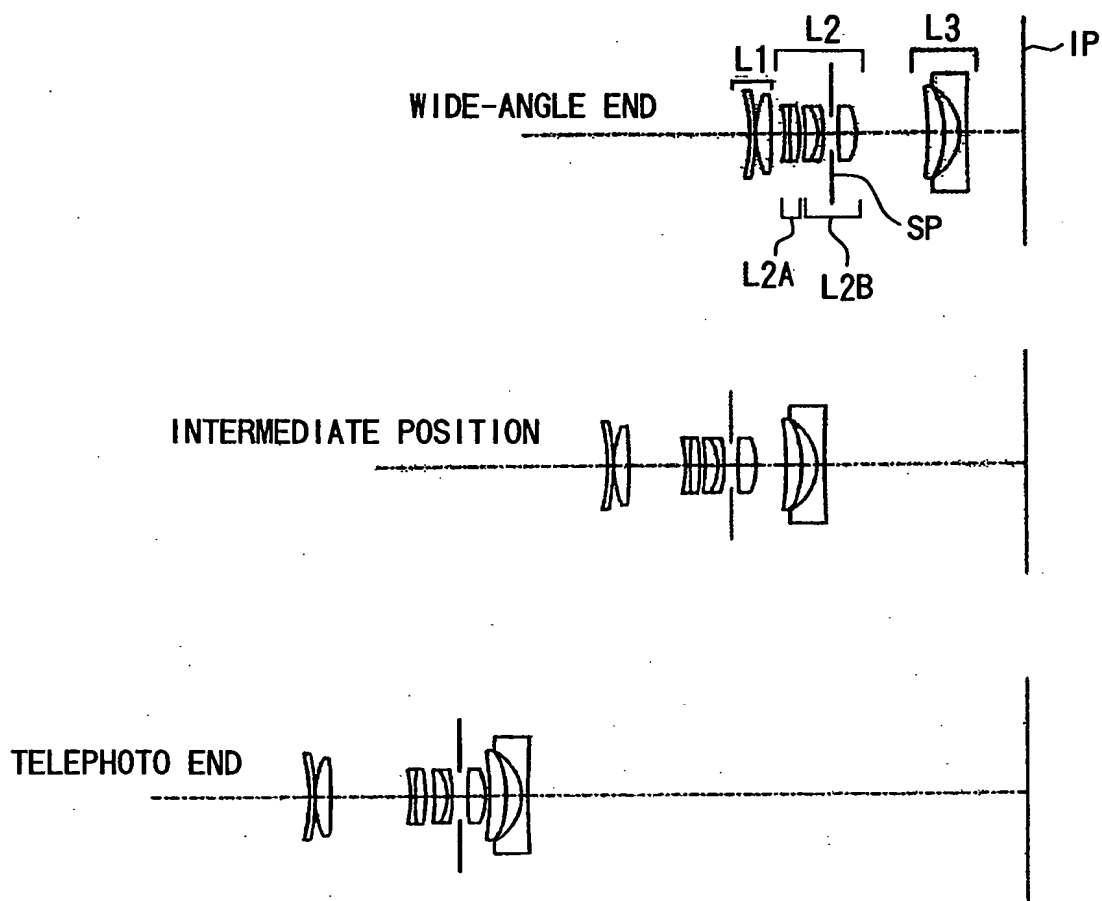 L1
L2
L3
IP
WIDE-ANGLE END
SP
L2A
L2B
INTERMEDIATE POSITION
TELEPHOTO END